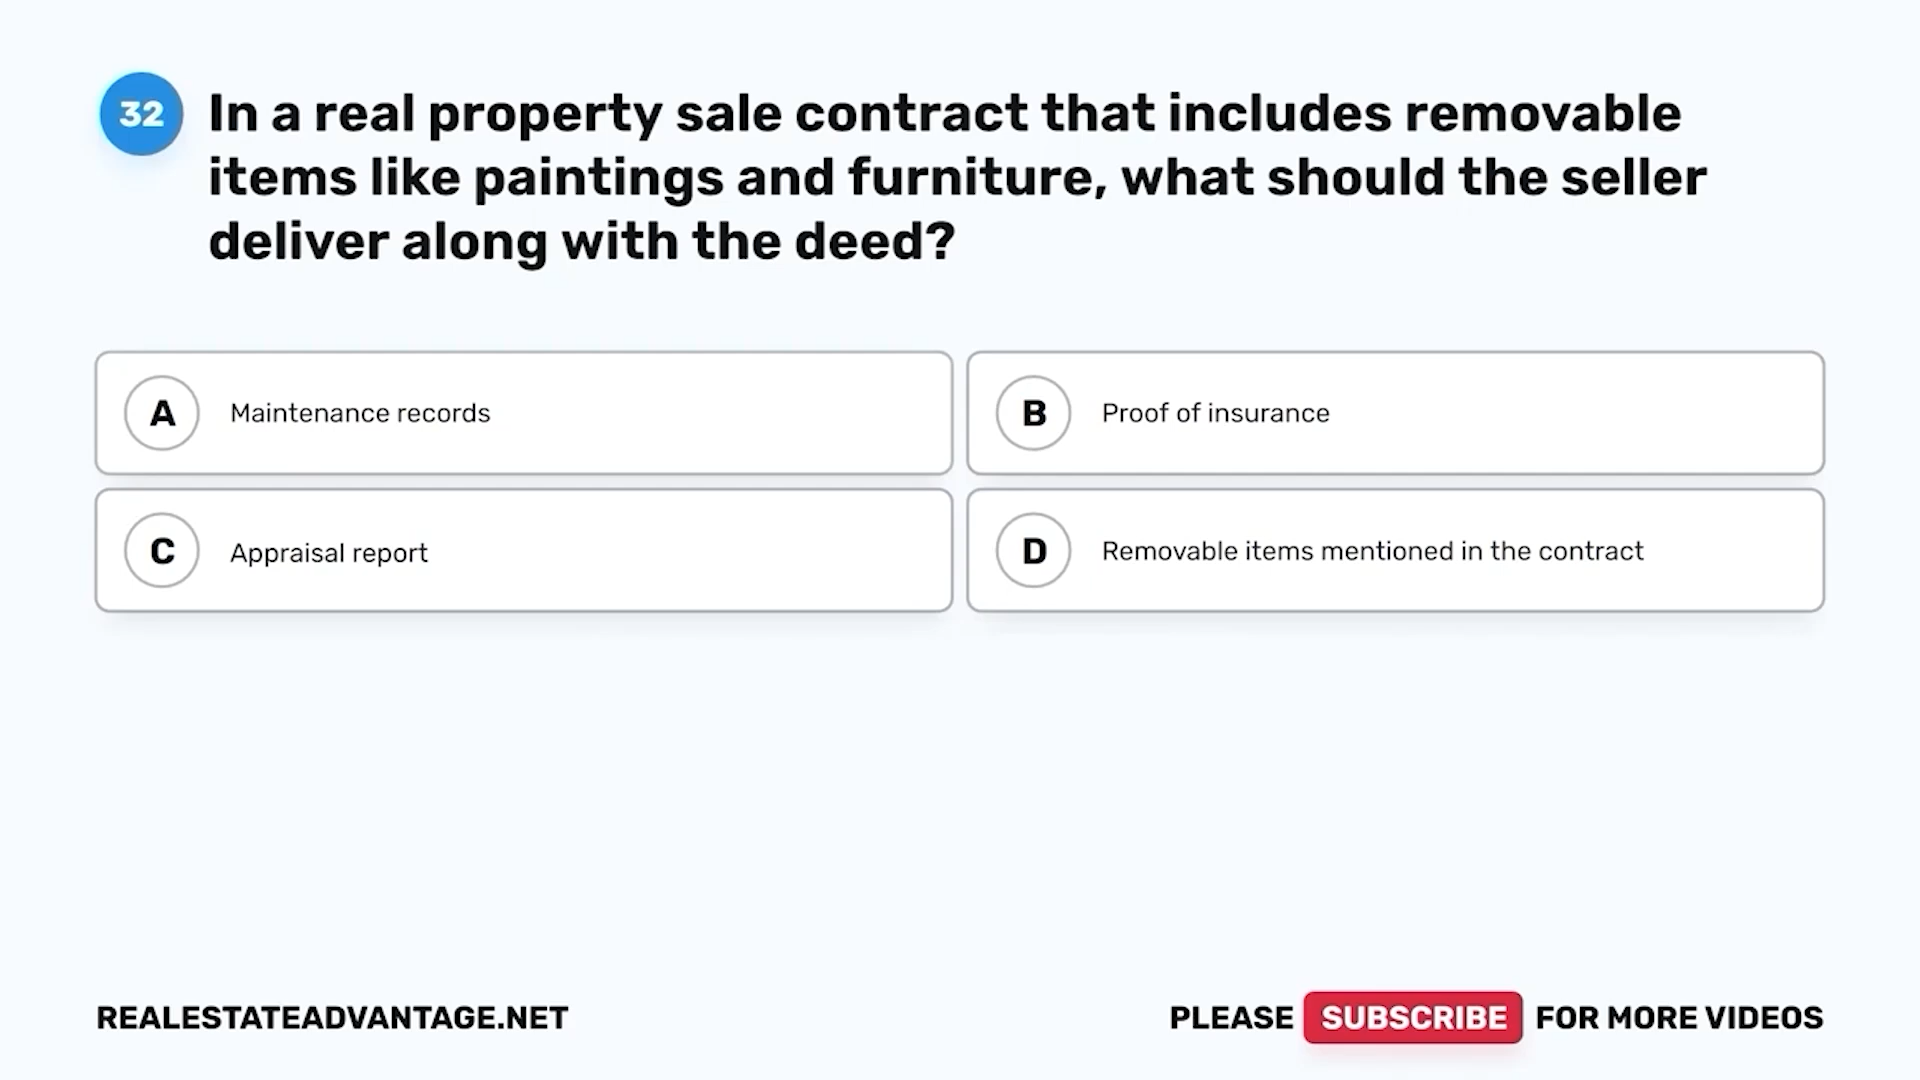 32
In a real property sale contract that includes removable
items like paintings and furniture, what should the seller
deliver along with the deed?
A Maintenance records
B Proof of insurance
C Appraisal report
D Removable items mentioned in the contract
REALESTATEADVANTAGE.NET
PLEASE SUBSCRIBE FOR MORE VIDEOS